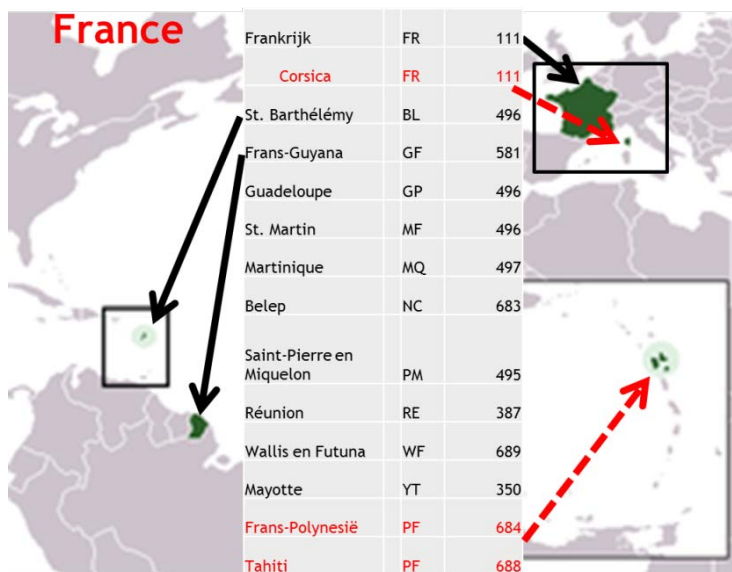 France
Frankrijk FR 111
Corsica FR 111
St. Barthélémy BL 496
Frans-Guyana GF 581
Guadeloupe GP 496
St. Martin MF 496
Martinique MQ 497
Belep NC 683
Saint-Pierre en
Miquelon PM 495
Réunion RE 387
Wallis en Futuna WF 689
Mayotte YT 350
Frans-Polynesië PF 684
Tahiti PF 688